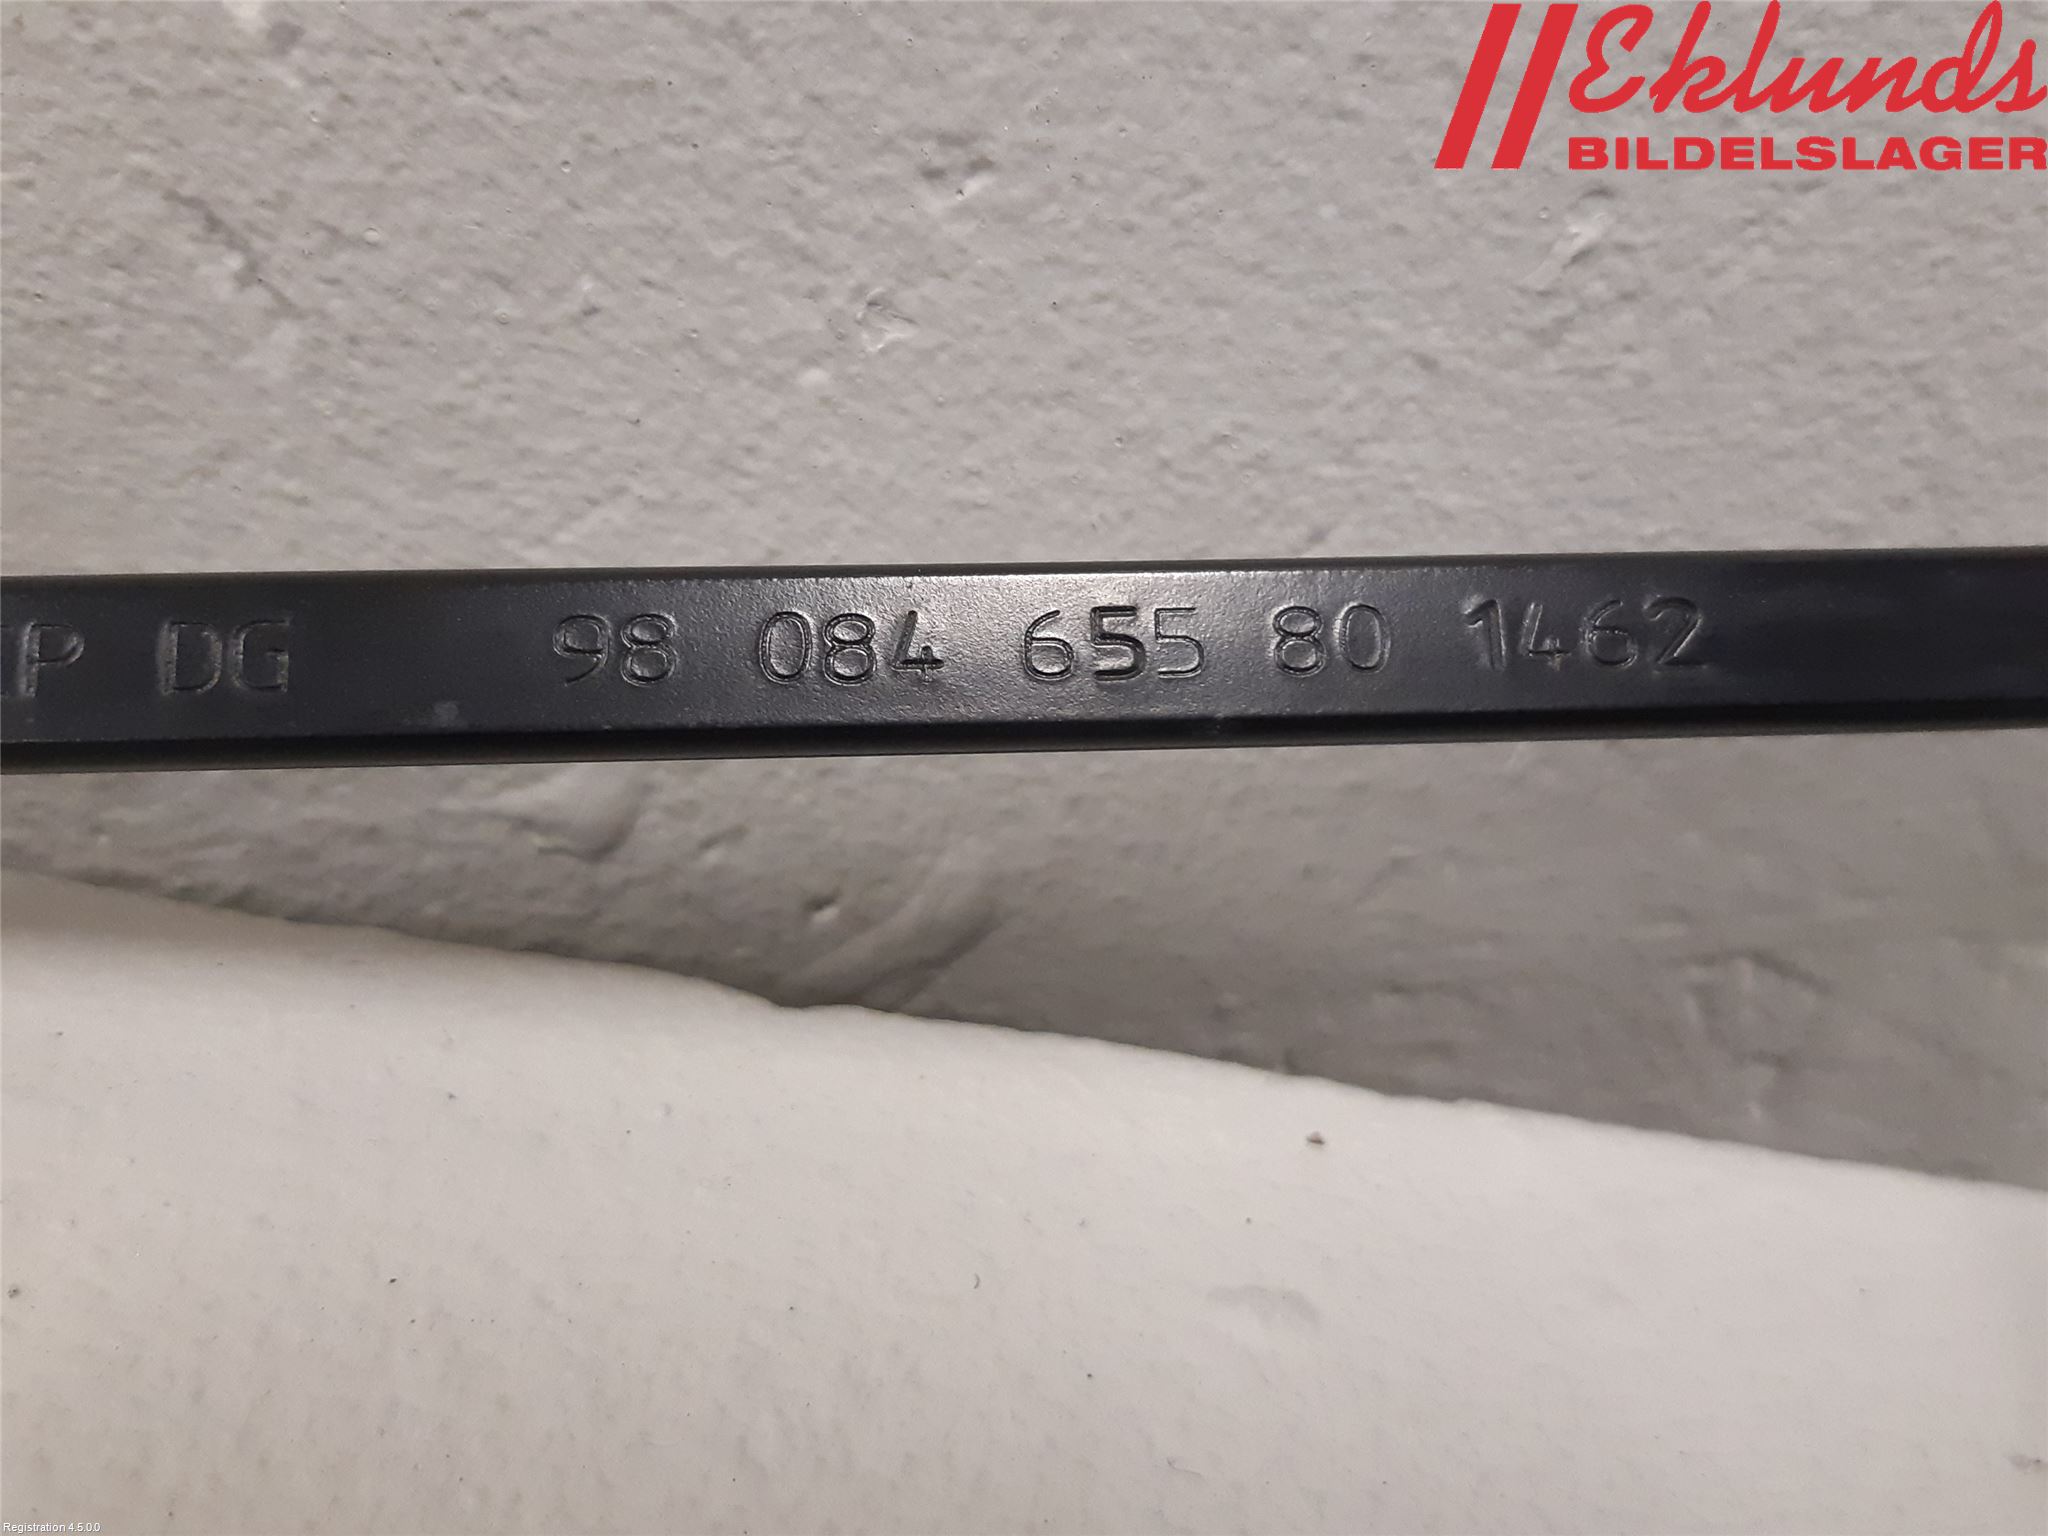 Eklunds
BILDELSLAGER
DG 98 084 655 80 1462
Registration 4.5.0.0